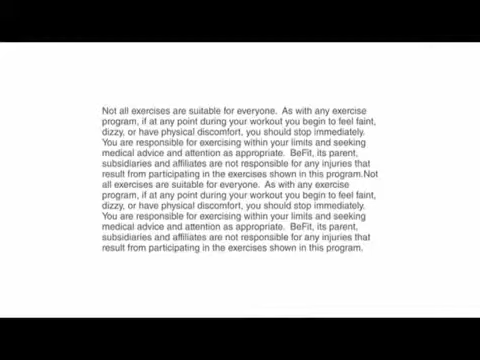 Not all exercises are suitable for everyone.  As with any exercise
program, if at any point during your workout you begin to feel faint,
dizzy, or have physical discomfort, you should stop immediately.
You are responsible for exercising within your limits and seeking
medical advice and attention as appropriate.  BeFit, its parent,
subsidiaries and affiliates are not responsible for any injuries that
result from participating in the exercises shown in this program.Not
all exercises are suitable for everyone.  As with any exercise
program, if at any point during your workout you begin to feel faint,
dizzy, or have physical discomfort, you should stop immediately.
You are responsible for exercising within your limits and seeking
medical advice and attention as appropriate.  BeFit, its parent,
subsidiaries and affiliates are not responsible for any injuries that
result from participating in the exercises shown in this program.